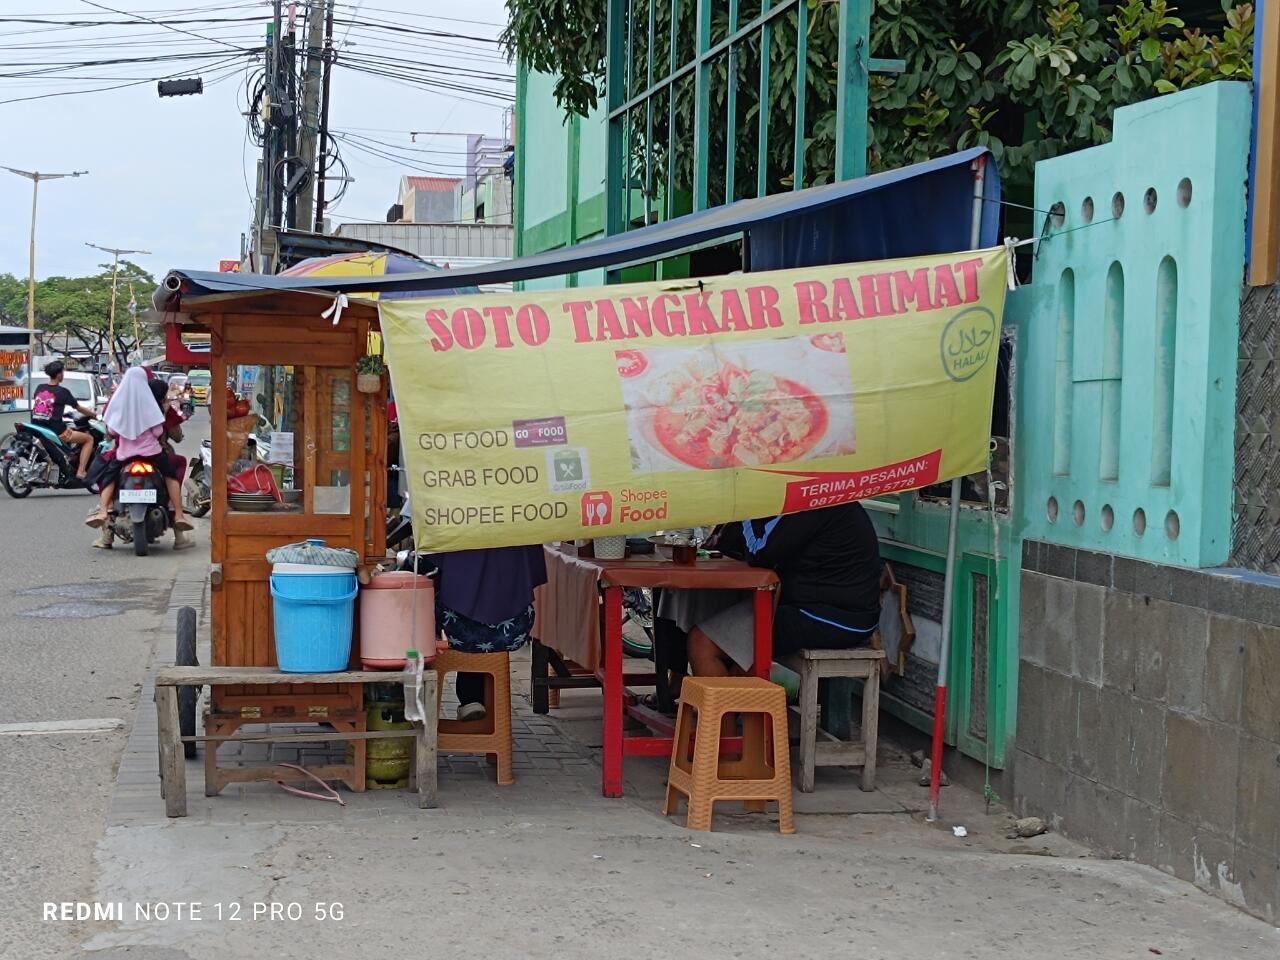 SOTO TANGKAR RAHMAT
حلال
HALAL
GO FOOD
GO FOOD
GRAB FOOD
GrabFood
SHOPEE FOOD
Shopee
Food
TERIMA PESANAN:
0877 7432 5778
REDMI NOTE 12 PRO 5G